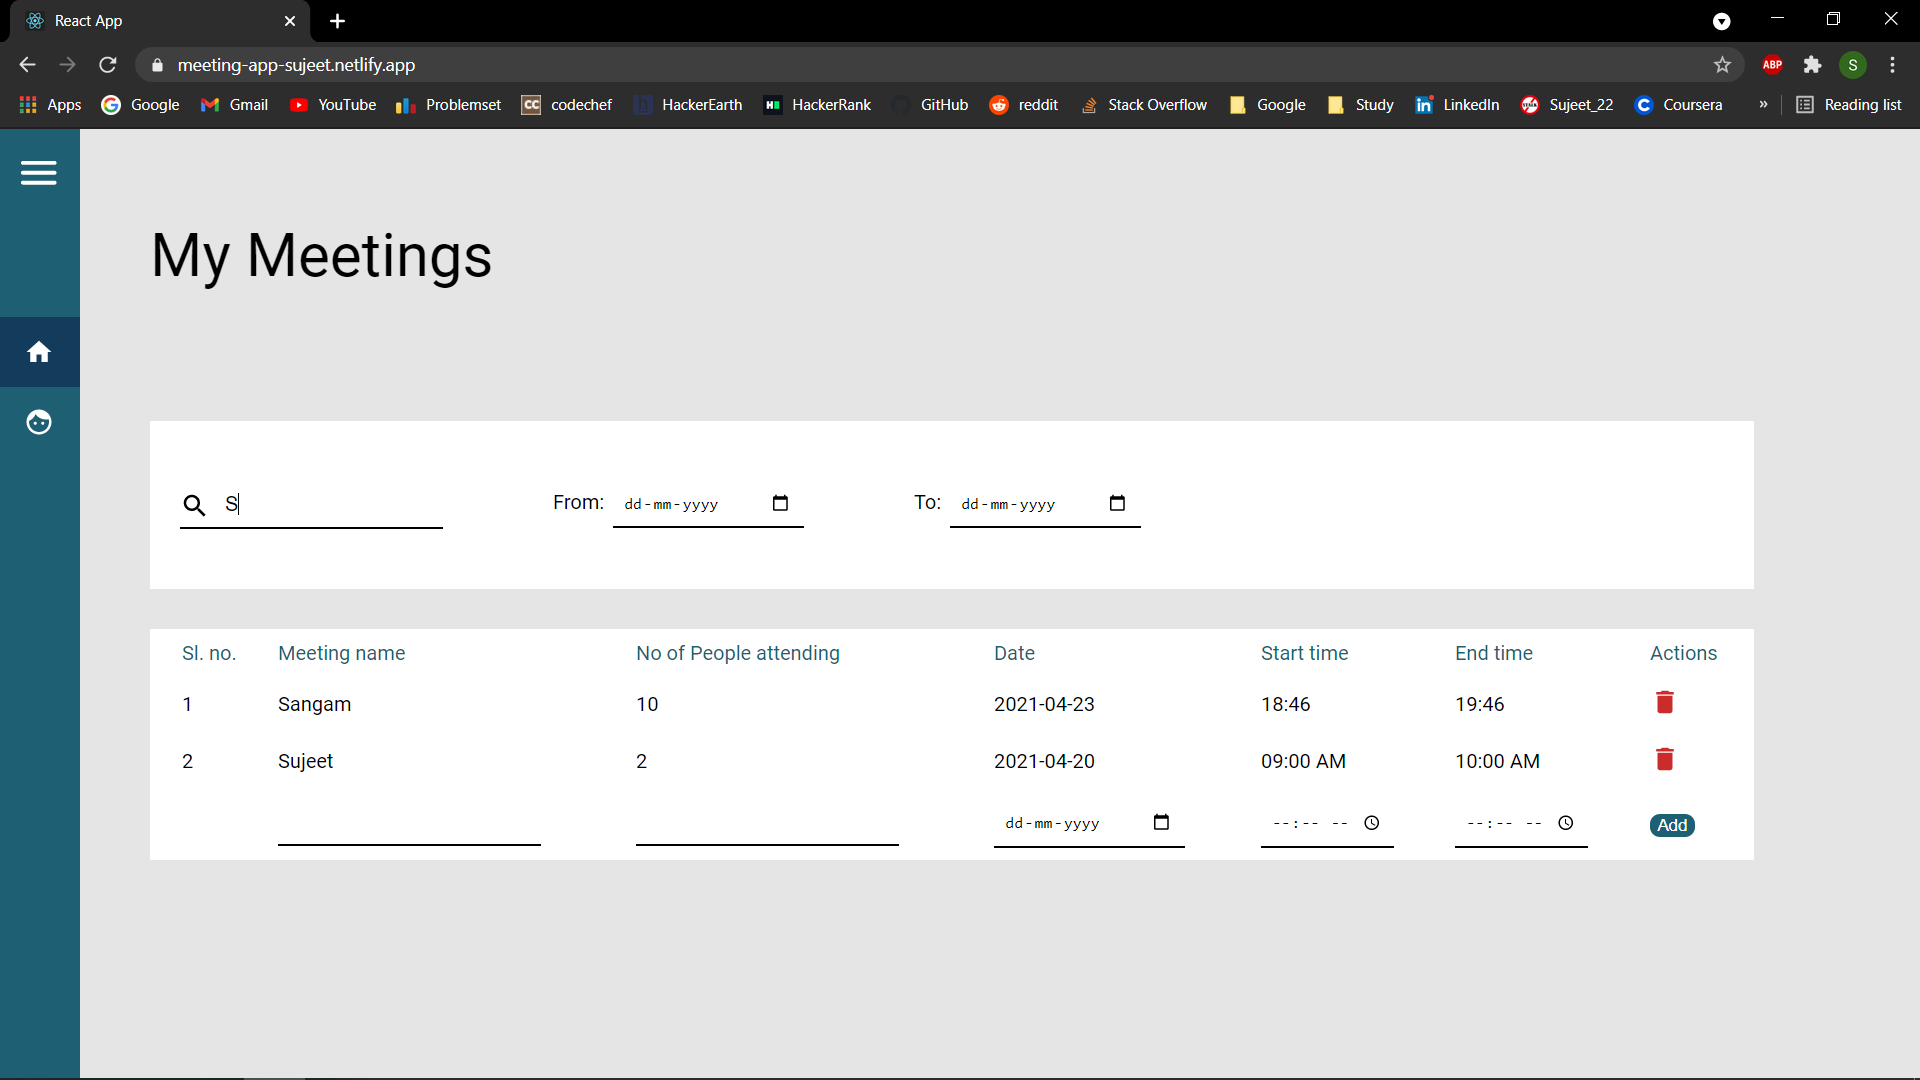 React App
meeting-app-sujeet.netlify.app
ABP
S
Apps Google Gmail YouTube Problemset CC codechef HackerEarth HackerRank GitHub reddit Stack Overflow Google Study LinkedIn Sujeet_22 Coursera » Reading list
My Meetings
S From: dd-mm-yyyy To: dd-mm-yyyy
Sl. no. Meeting name No of People attending Date Start time End time Actions
1 Sangam 10 2021-04-23 18:46 19:46
2 Sujeet 2 2021-04-20 09:00 AM 10:00 AM
dd-mm-yyyy --:-- -- --:-- -- Add